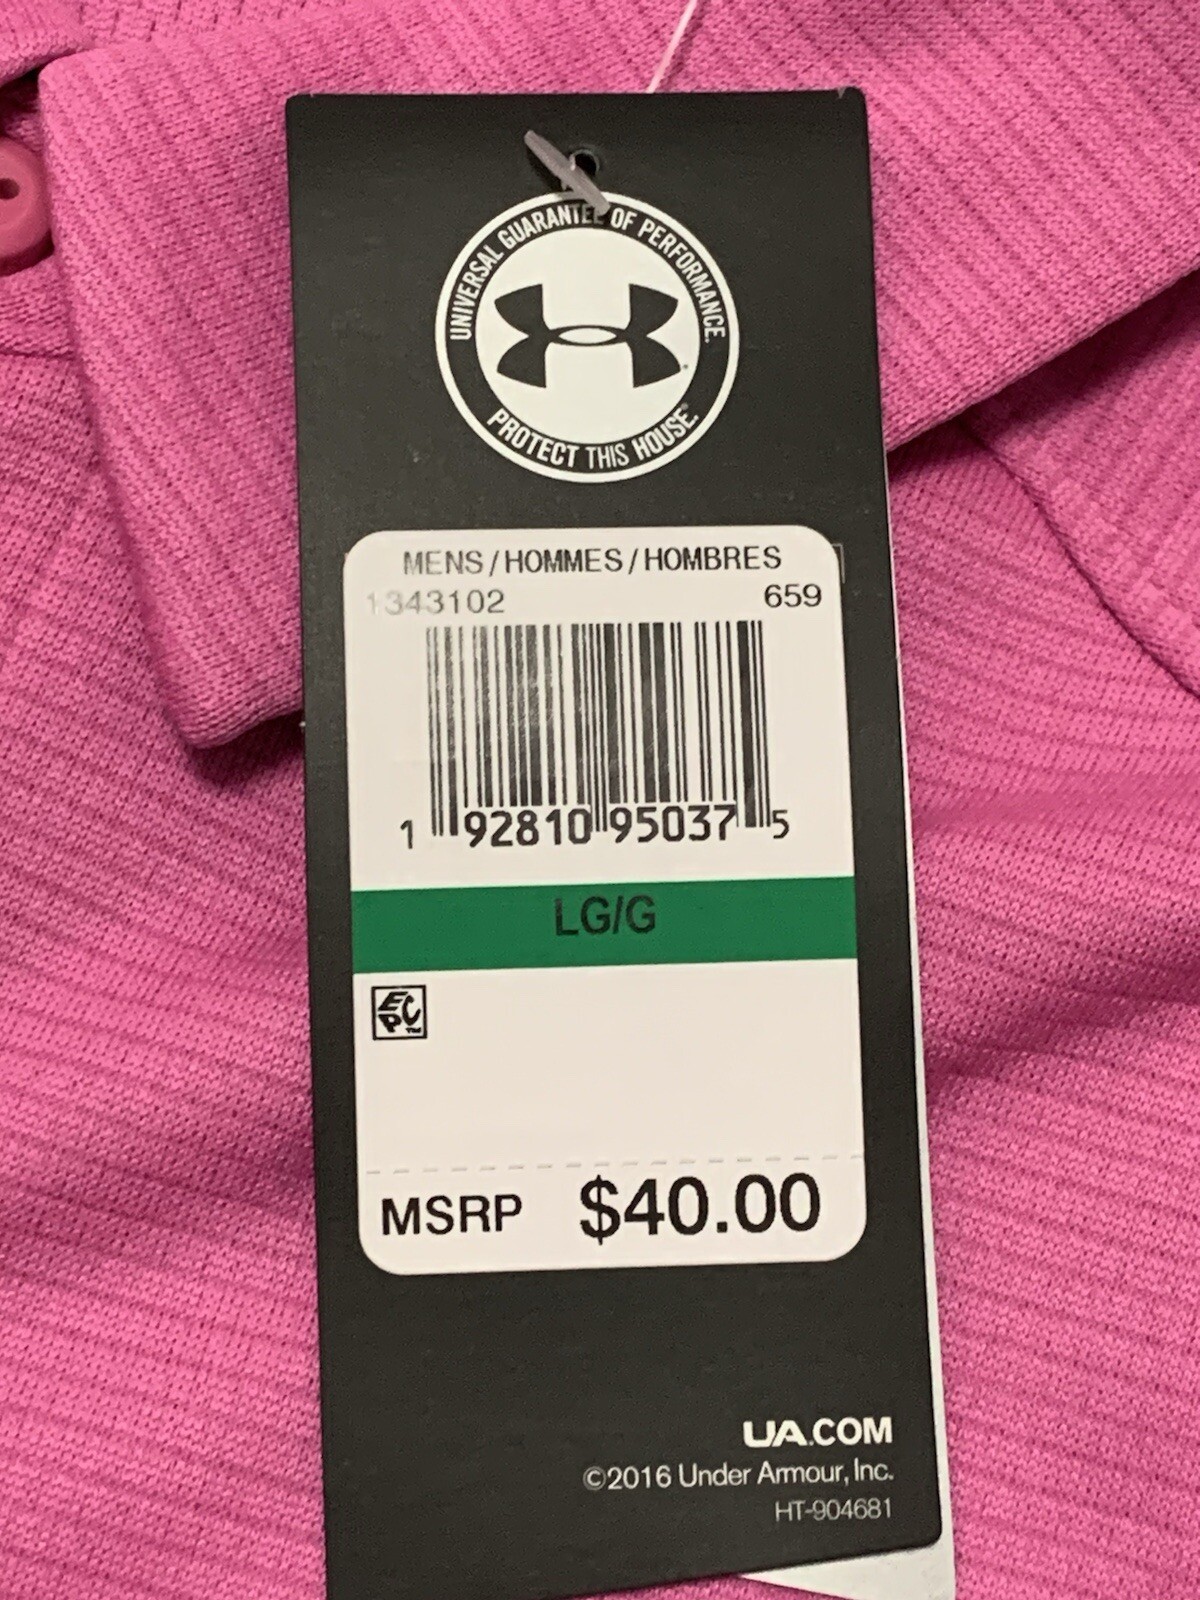 UNIVERSAL GUARANTEE OF PERFORMANCE.
PROTECT THIS HOUSE.®
MENS/HOMMES/HOMBRES
1343102 659
1 92810 95037 5
LG/G
EPC™
MSRP $40.00
UA.COM
©2016 Under Armour, Inc.
HT-904681